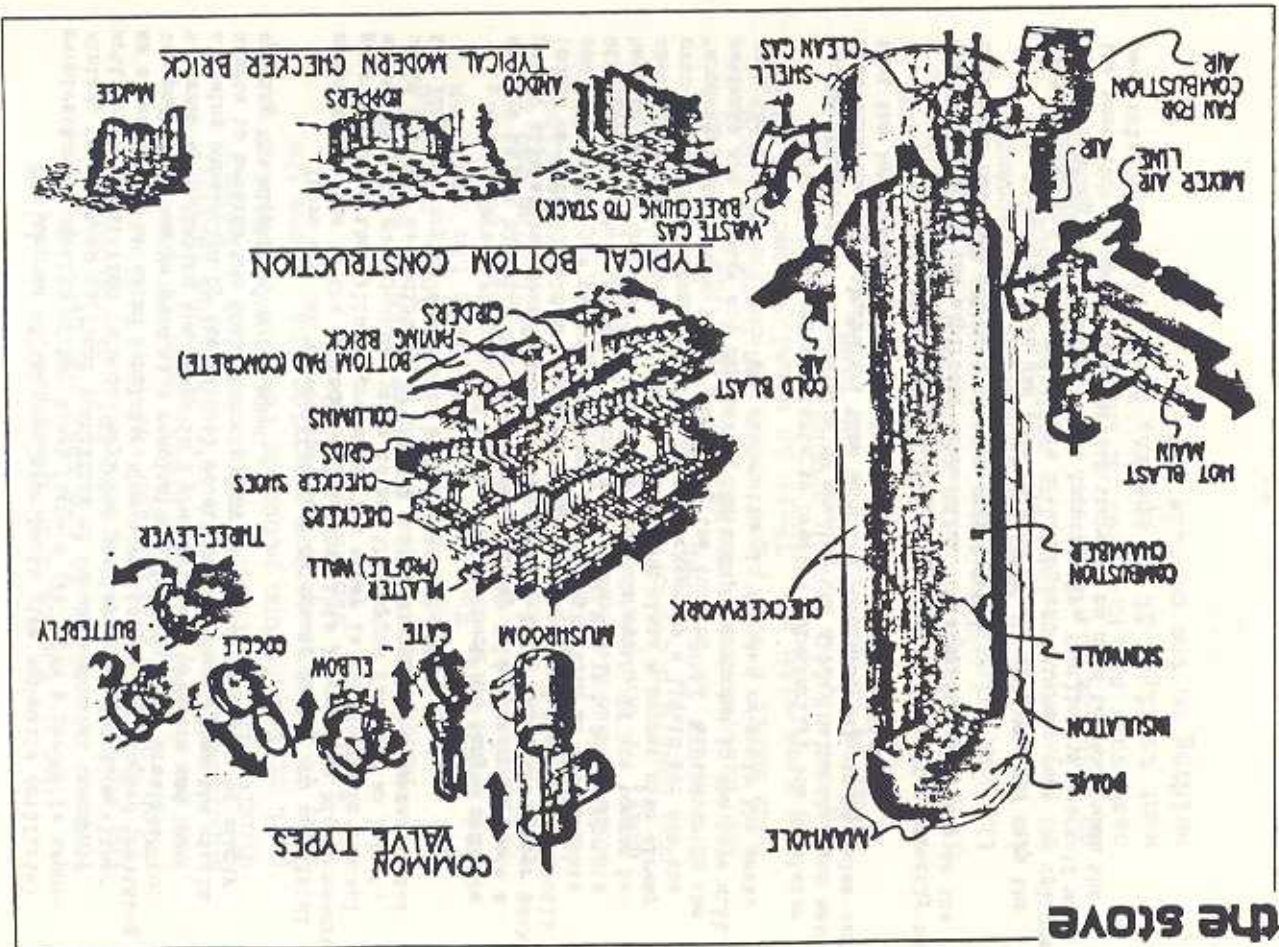 the stove
MANHOLE
DOME
INSULATION
SKINWALL
COMBUSTION
CHAMBER
CHECKERWORK
HOT BLAST
MAIN
MIXER AIR
LINE
AIR
FAN FOR
COMBUSTION
AIR
COLD BLAST
AIR
WASTE GAS
BREECHING (TO STACK)
SHELL
CLEAN GAS
COMMON
VALVE TYPES
MUSHROOM
GATE
ELBOW
GOGGLE
BUTTERFLY
THREE-LEVER
PLASTER
(PROFILE) WALL
CHECKERS
CHECKER SHOES
GRIDS
COLUMNS
BOTTOM PAD (CONCRETE)
PAVING BRICK
GIRDERS
TYPICAL BOTTOM CONSTRUCTION
ANDCO
KOPPERS
McKEE
TYPICAL MODERN CHECKER BRICK